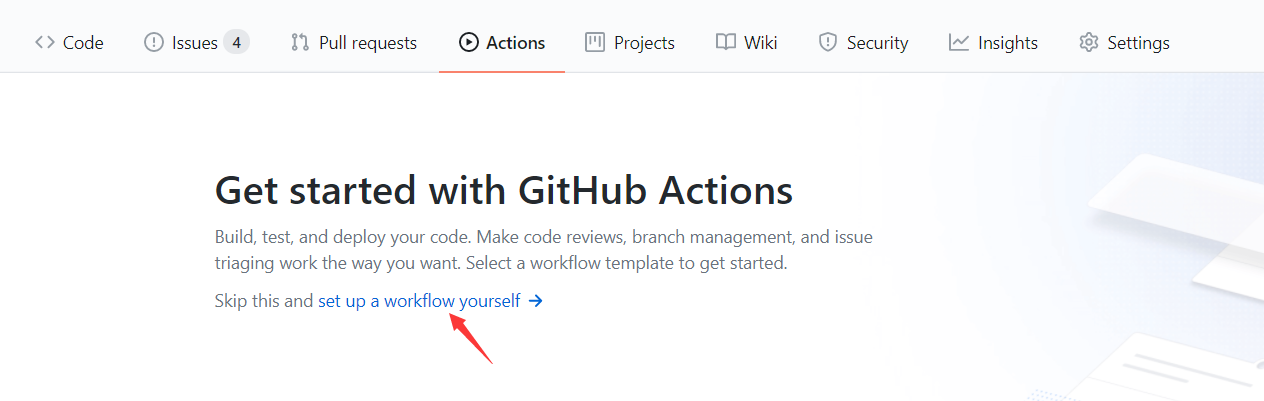 Code Issues 4 Pull requests Actions Projects Wiki Security Insights Settings
Get started with GitHub Actions
Build, test, and deploy your code. Make code reviews, branch management, and issue
triaging work the way you want. Select a workflow template to get started.
Skip this and set up a workflow yourself →